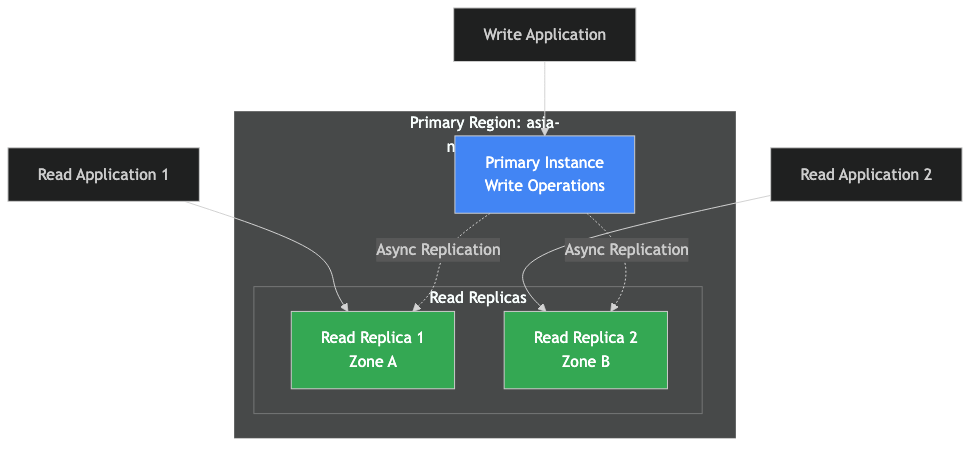 Write Application
Primary Region: asia-
Primary Instance
Write Operations
Read Application 1
Read Application 2
Async Replication
Async Replication
Read Replicas
Read Replica 1
Zone A
Read Replica 2
Zone B